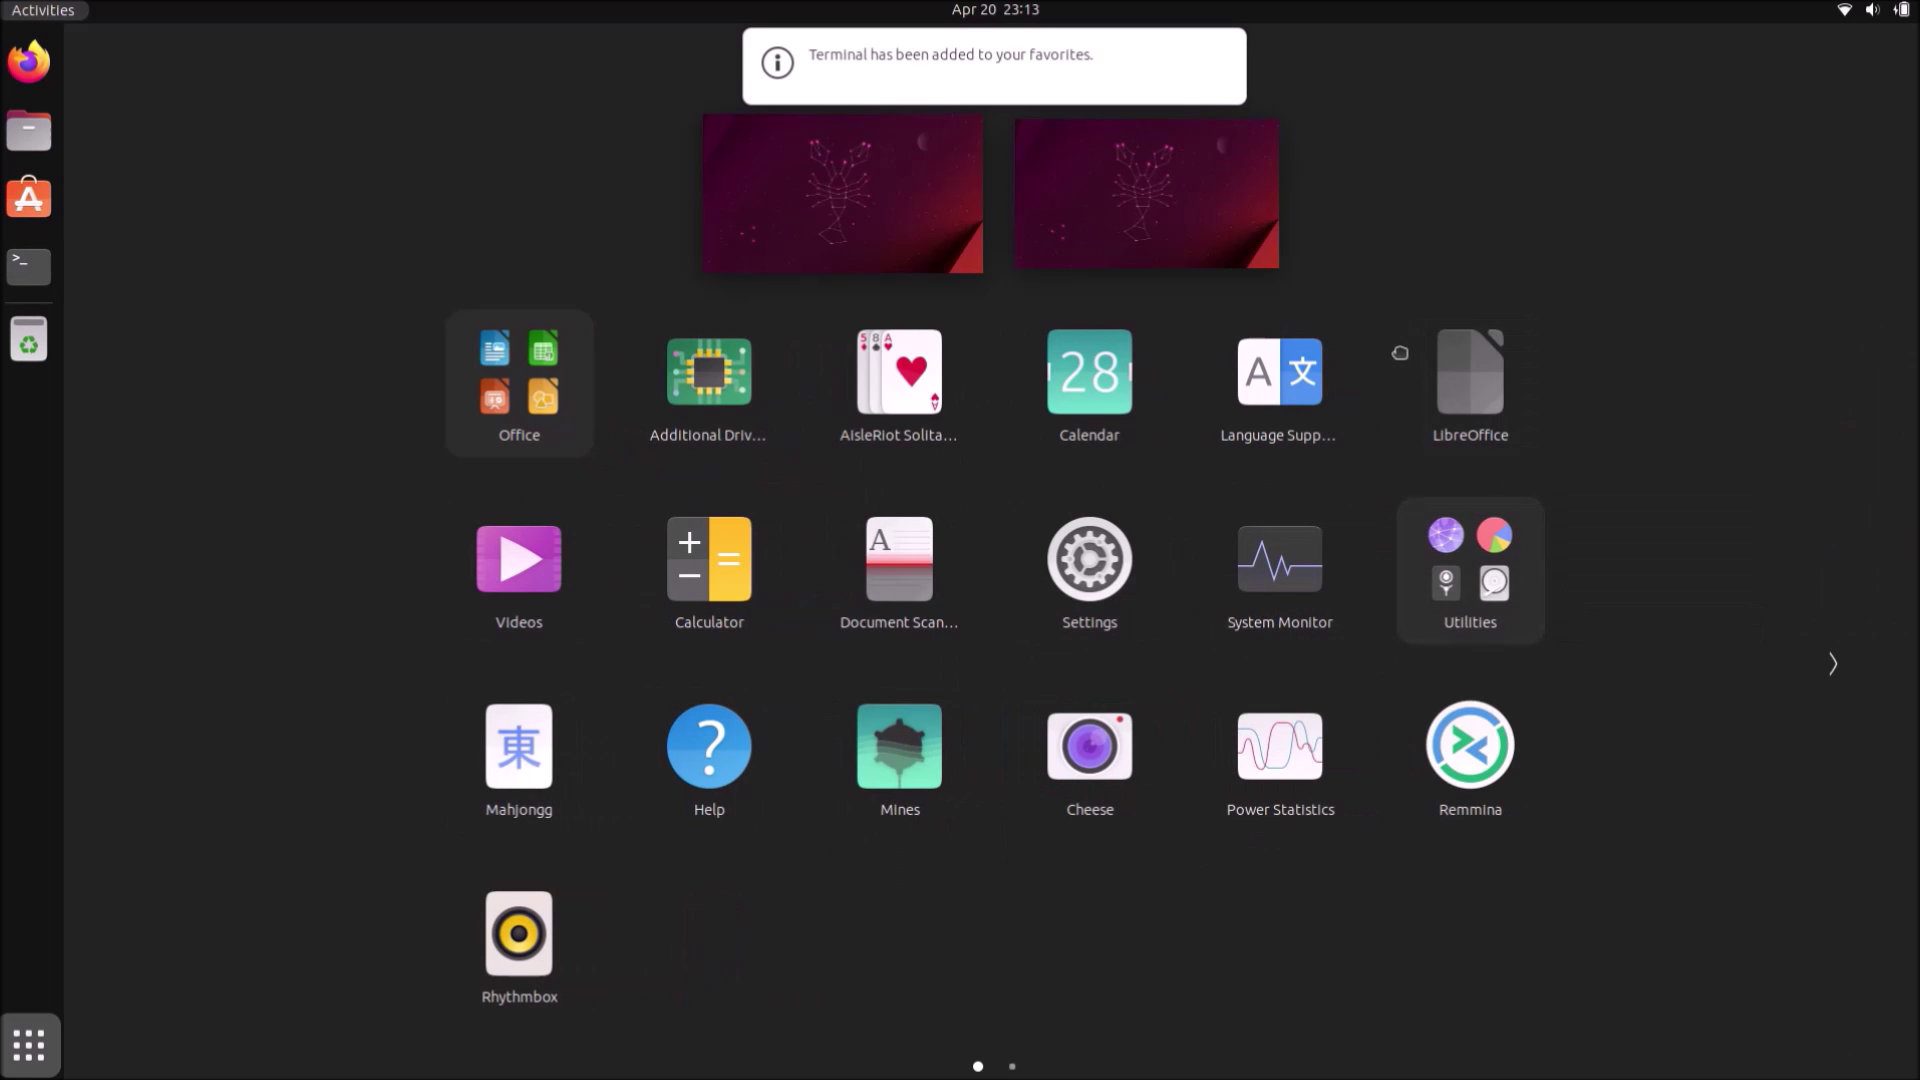 Activities
Apr 20 23:13
Terminal has been added to your favorites.
>_
5 8 A
28
A 文
Office
Additional Driv...
AisleRiot Solita...
Calendar
Language Supp...
LibreOffice
A
Videos
Calculator
Document Scan...
Settings
System Monitor
Utilities
東
?
Mahjongg
Help
Mines
Cheese
Power Statistics
Remmina
Rhythmbox